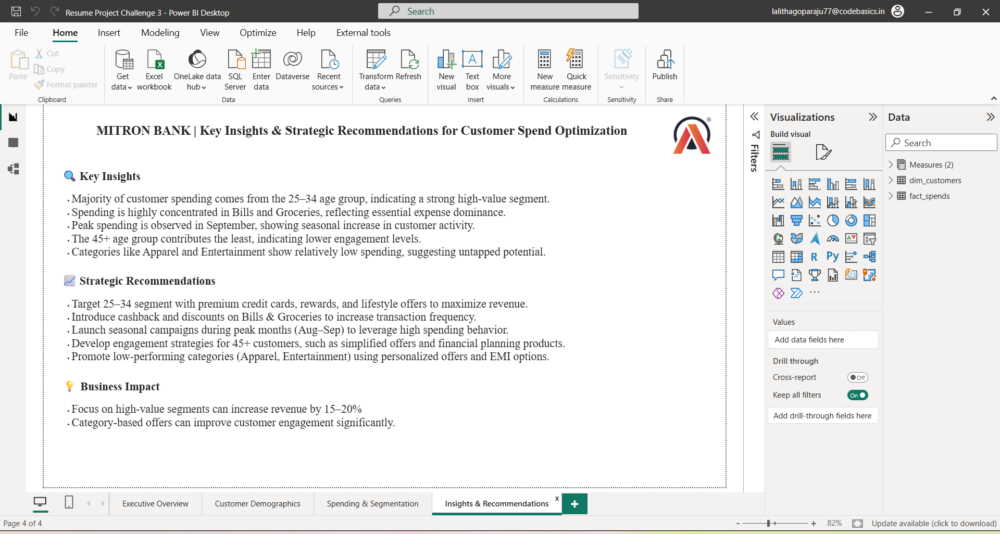 Resume Project Challenge 3 - Power BI Desktop
Search
lalithagoparaju77@codebasics.in
File Home Insert Modeling View Optimize Help External tools
Paste
Cut
Copy
Format painter
Clipboard
Get data
Excel workbook
OneLake data hub
SQL Server
Enter data
Dataverse
Recent sources
Data
Transform data
Refresh
Queries
New visual
Text box
More visuals
Insert
New measure
Quick measure
Calculations
Sensitivity
Sensitivity
Publish
Share
MITRON BANK | Key Insights & Strategic Recommendations for Customer Spend Optimization
®
🔍 Key Insights
· Majority of customer spending comes from the 25–34 age group, indicating a strong high-value segment.
· Spending is highly concentrated in Bills and Groceries, reflecting essential expense dominance.
· Peak spending is observed in September, showing seasonal increase in customer activity.
· The 45+ age group contributes the least, indicating lower engagement levels.
· Categories like Apparel and Entertainment show relatively low spending, suggesting untapped potential.
📈 Strategic Recommendations
· Target 25–34 segment with premium credit cards, rewards, and lifestyle offers to maximize revenue.
· Introduce cashback and discounts on Bills & Groceries to increase transaction frequency.
· Launch seasonal campaigns during peak months (Aug–Sep) to leverage high spending behavior.
· Develop engagement strategies for 45+ customers, such as simplified offers and financial planning products.
· Promote low-performing categories (Apparel, Entertainment) using personalized offers and EMI options.
💡 Business Impact
· Focus on high-value segments can increase revenue by 15–20%
· Category-based offers can improve customer engagement significantly.
Filters
Visualizations
Build visual
R
Py
123
...
Values
Add data fields here
Drill through
Cross-report
Off
Keep all filters
On
Add drill-through fields here
Data
Search
Measures (2)
dim_customers
fact_spends
Executive Overview
Customer Demographics
Spending & Segmentation
Insights & Recommendations
x
+
Page 4 of 4
- + 82%
Update available (click to download)